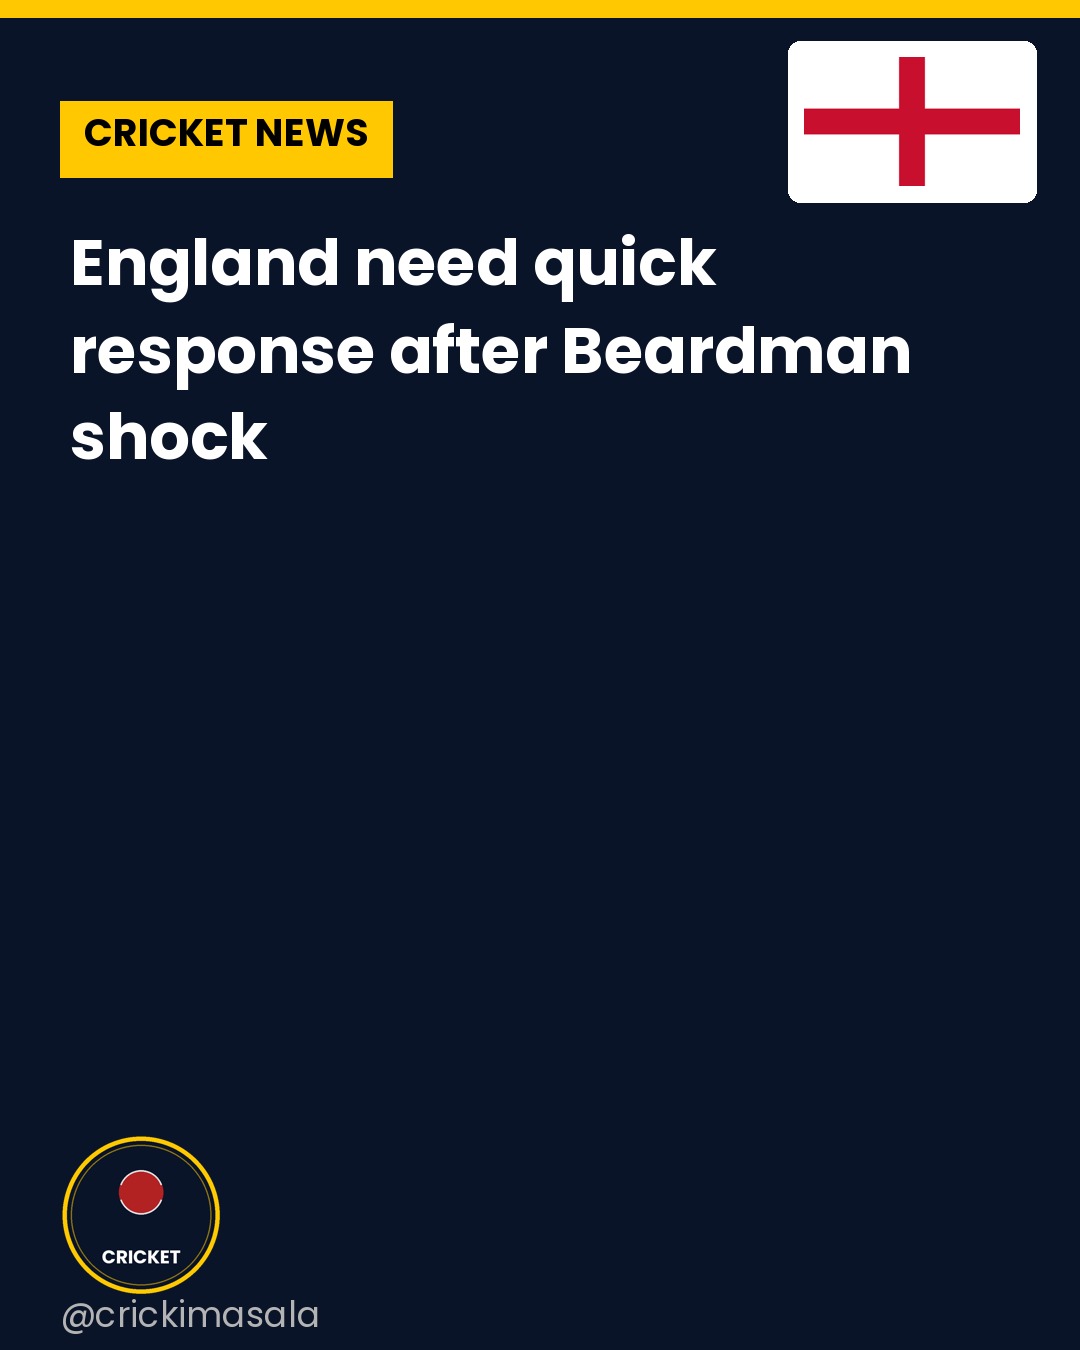 CRICKET NEWS
England need quick
response after Beardman
shock
CRICKET
@crickimasala